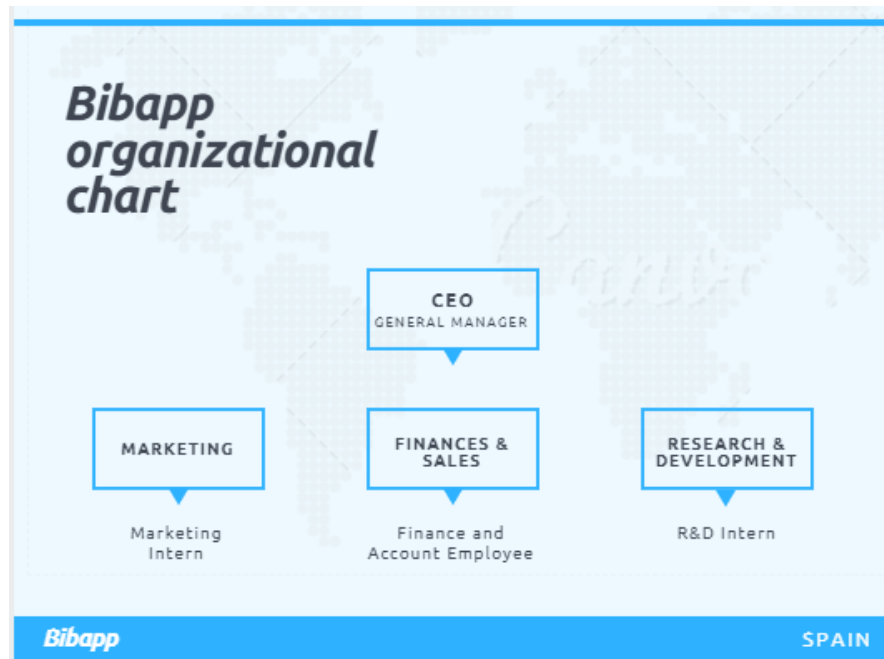 Bibapp
organizational
chart
CEO
GENERAL MANAGER
MARKETING
FINANCES &
SALES
RESEARCH &
DEVELOPMENT
Marketing
Intern
Finance and
Account Employee
R&D Intern
Bibapp
SPAIN